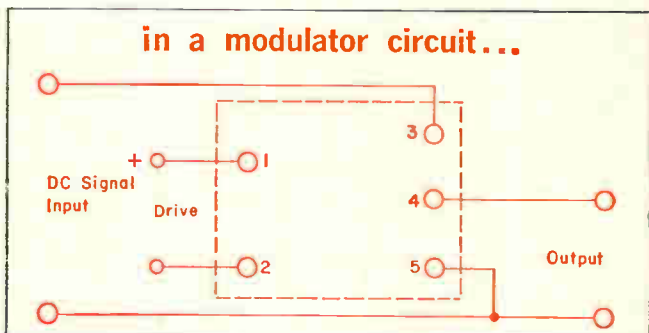 in a modulator circuit...
3
+
1
DC Signal
Input
Drive
4
2
5
Output